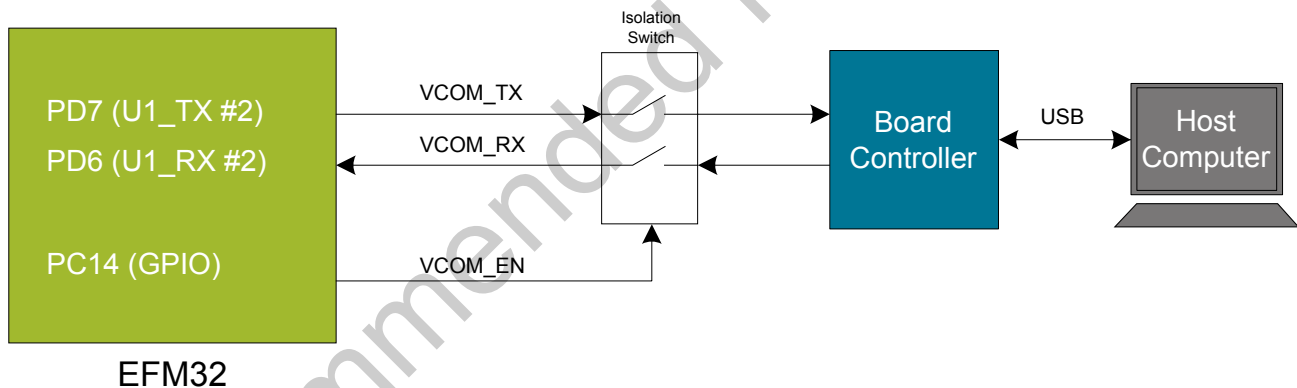 Isolation
Switch
PD7 (U1_TX #2)
VCOM_TX
PD6 (U1_RX #2)
VCOM_RX
Board
Controller
USB
Host
Computer
PC14 (GPIO)
VCOM_EN
EFM32
mmended